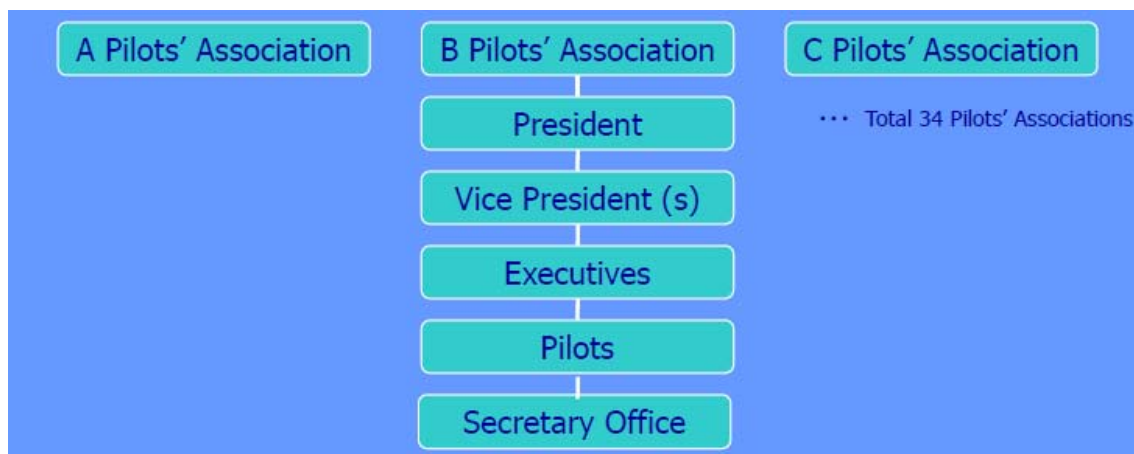 A Pilots’ Association
B Pilots’ Association
C Pilots’ Association
President
··· Total 34 Pilots’ Associations
Vice President (s)
Executives
Pilots
Secretary Office